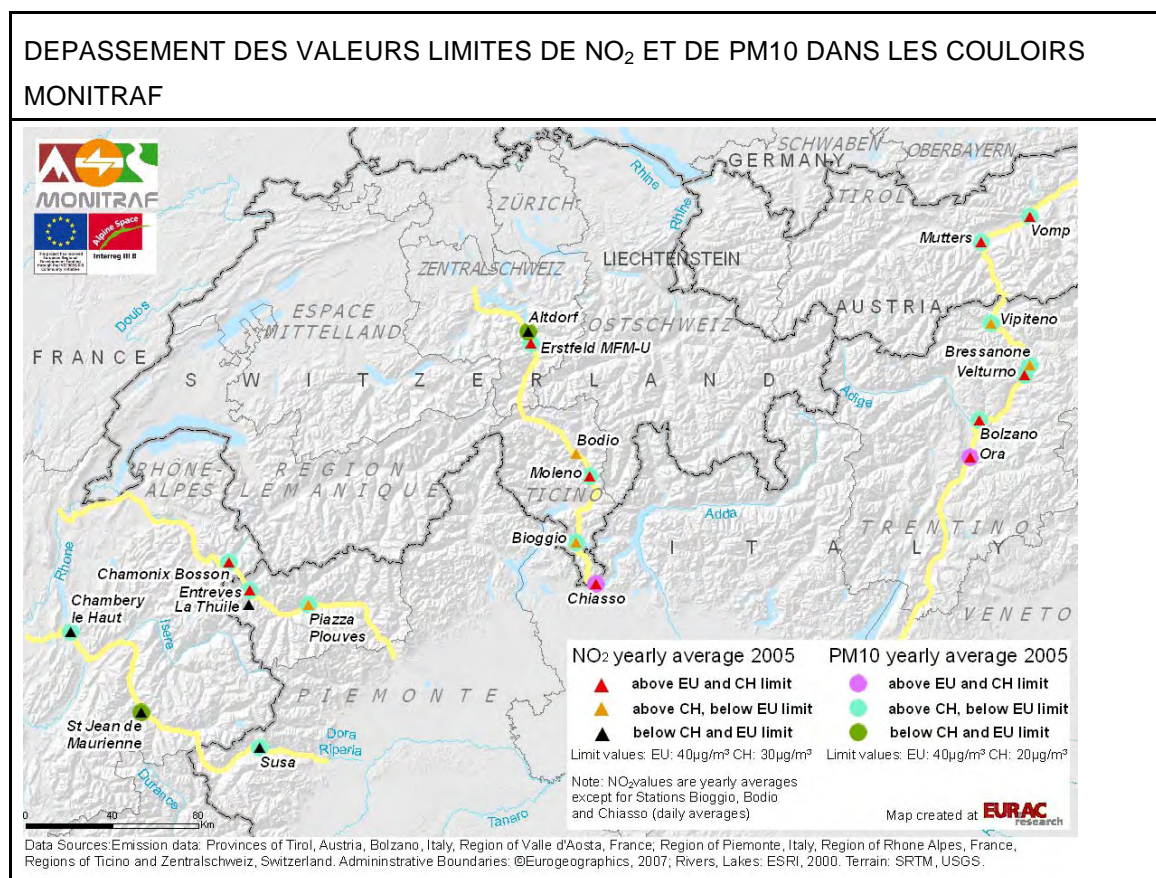 DEPASSEMENT DES VALEURS LIMITES DE NO₂ ET DE PM10 DANS LES COULOIRS
MONITRAF
MONITRAF
Alpine Space
Interreg III B
GERMANY
SCHWABEN
OBERBAYERN
TIROL
Rhine
Rhine
ZÜRICH
ZENTRALSCHWEIZ
LIECHTENSTEIN
Vomp
Mutters
AUSTRIA
Vipiteno
Doubs
ESPACE
MITTELLAND
Altdorf
OSTSCHWEIZ
Erstfeld MFM-U
Bressanone
Velturno
FRANCE
SWITZERLAND
Adige
Bolzano
Ora
Bodio
Moleno
TICINO
RHÔNE-
ALPES
REGION
LEMANIQUE
Adda
TRENTINO
Bioggio
ITALY
Chiasso
VENETO
Rhone
Chamonix Bosson
Entreves
La Thuile
Chambery
le Haut
Isere
Piazza
Plouves
PIEMONTE
St Jean de
Maurienne
Susa
Dora
Riparia
Durance
Tanaro
NO₂ yearly average 2005
above EU and CH limit
above CH, below EU limit
below CH and EU limit
Limit values: EU: 40µg/m³ CH: 30µg/m³
PM10 yearly average 2005
above EU and CH limit
above CH, below EU limit
below CH and EU limit
Limit values: EU: 40µg/m³ CH: 20µg/m³
Note: NO₂values are yearly averages
except for Stations Bioggio, Bodio
and Chiasso (daily averages)
Map created at EURAC
research
0 40 80
Km
Data Sources:Emission data: Provinces of Tirol, Austria, Bolzano, Italy, Region of Valle d'Aosta, France; Region of Piemonte, Italy, Region of Rhone Alpes, France,
Regions of Ticino and Zentralschweiz, Switzerland. Admininstrative Boundaries: ©Eurogeographics, 2007; Rivers, Lakes: ESRI, 2000. Terrain: SRTM, USGS.